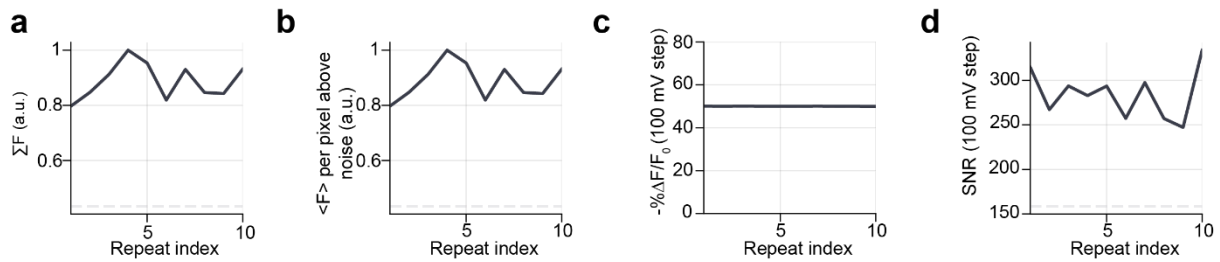 a
1
0.8
0.6
ΣF (a.u.)
5
10
Repeat index
b
1
0.8
0.6
<F> per pixel above
noise (a.u.)
5
10
Repeat index
c
80
60
40
20
0
-%ΔF/F₀ (100 mV step)
5
10
Repeat index
d
300
250
200
150
SNR (100 mV step)
5
10
Repeat index